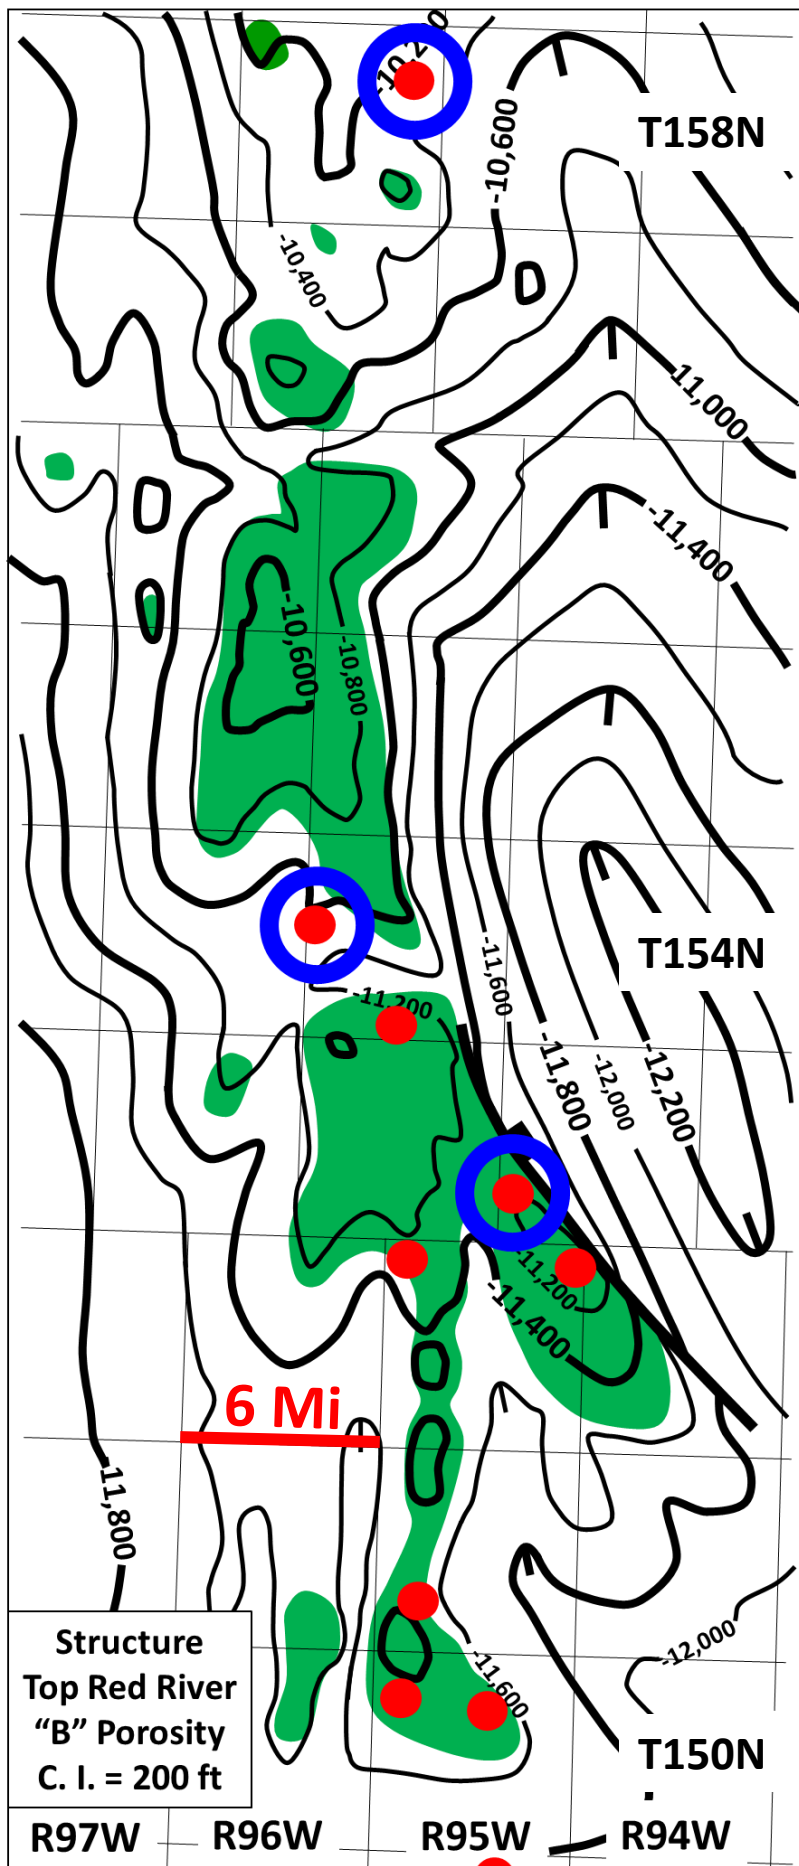 -10,200
T158N
-10,600
-10,400
-11,000
-11,400
-10,600
-10,800
T154N
-11,600
-11,200
-11,800
-12,000
-12,200
-11,200
-11,400
6 Mi
-11,800
Structure
Top Red River
“B” Porosity
C. I. = 200 ft
-12,000
-11,600
T150N
R97W
R96W
R95W
R94W